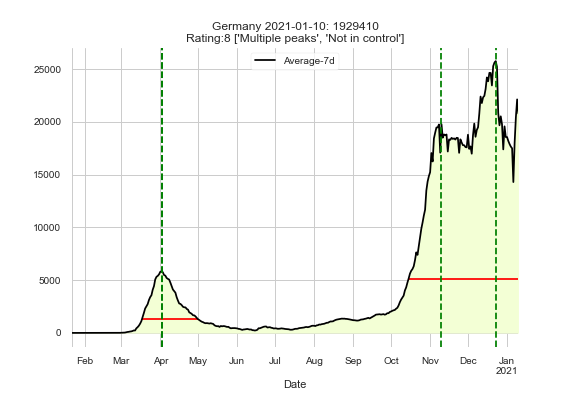 Germany 2021-01-10: 1929410
Rating:8 ['Multiple peaks', 'Not in control']
Average-7d
25000
20000
15000
10000
5000
0
Feb Mar Apr May Jun Jul Aug Sep Oct Nov Dec Jan
2021
Date